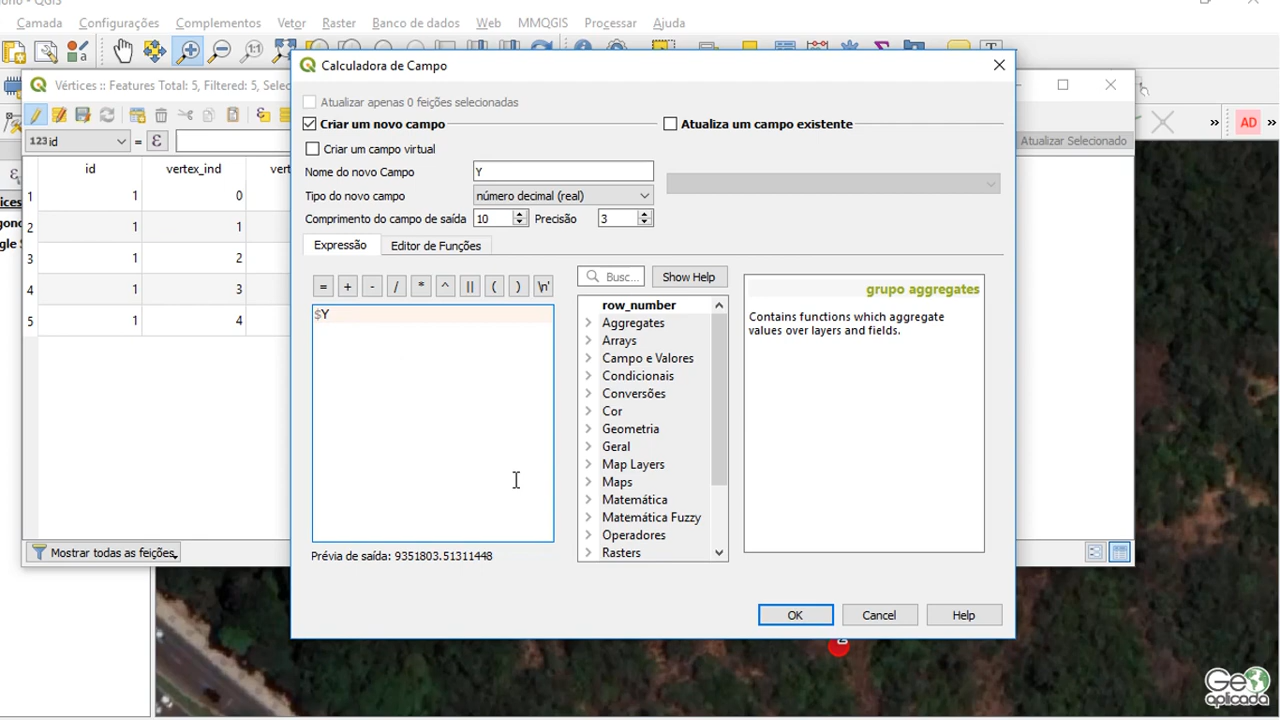 QGIS
Camada Configurações Complementos Vetor Raster Banco de dados Web MMQGIS Processar Ajuda
Vértices :: Features Total: 5, Filtered: 5, Selec
Calculadora de Campo
Atualizar apenas 0 feições selecionadas
Criar um novo campo
Atualiza um campo existente
Criar um campo virtual
Nome do novo Campo Y
Tipo do novo campo número decimal (real)
Comprimento do campo de saída 10 Precisão 3
Expressão Editor de Funções
= + - / * ^ || ( ) \n'
$Y
Prévia de saída: 9351803.51311448
Busc... Show Help
row_number
Aggregates
Arrays
Campo e Valores
Condicionais
Conversões
Cor
Geometria
Geral
Map Layers
Maps
Matemática
Matemática Fuzzy
Operadores
Rasters
grupo aggregates
Contains functions which aggregate
values over layers and fields.
OK Cancel Help
123 id = ε
Atualizar Selecionado
AD
id vertex_ind vert
1 1 0
2 1 1
3 1 2
4 1 3
5 1 4
Mostrar todas as feições
Geo
aplicada